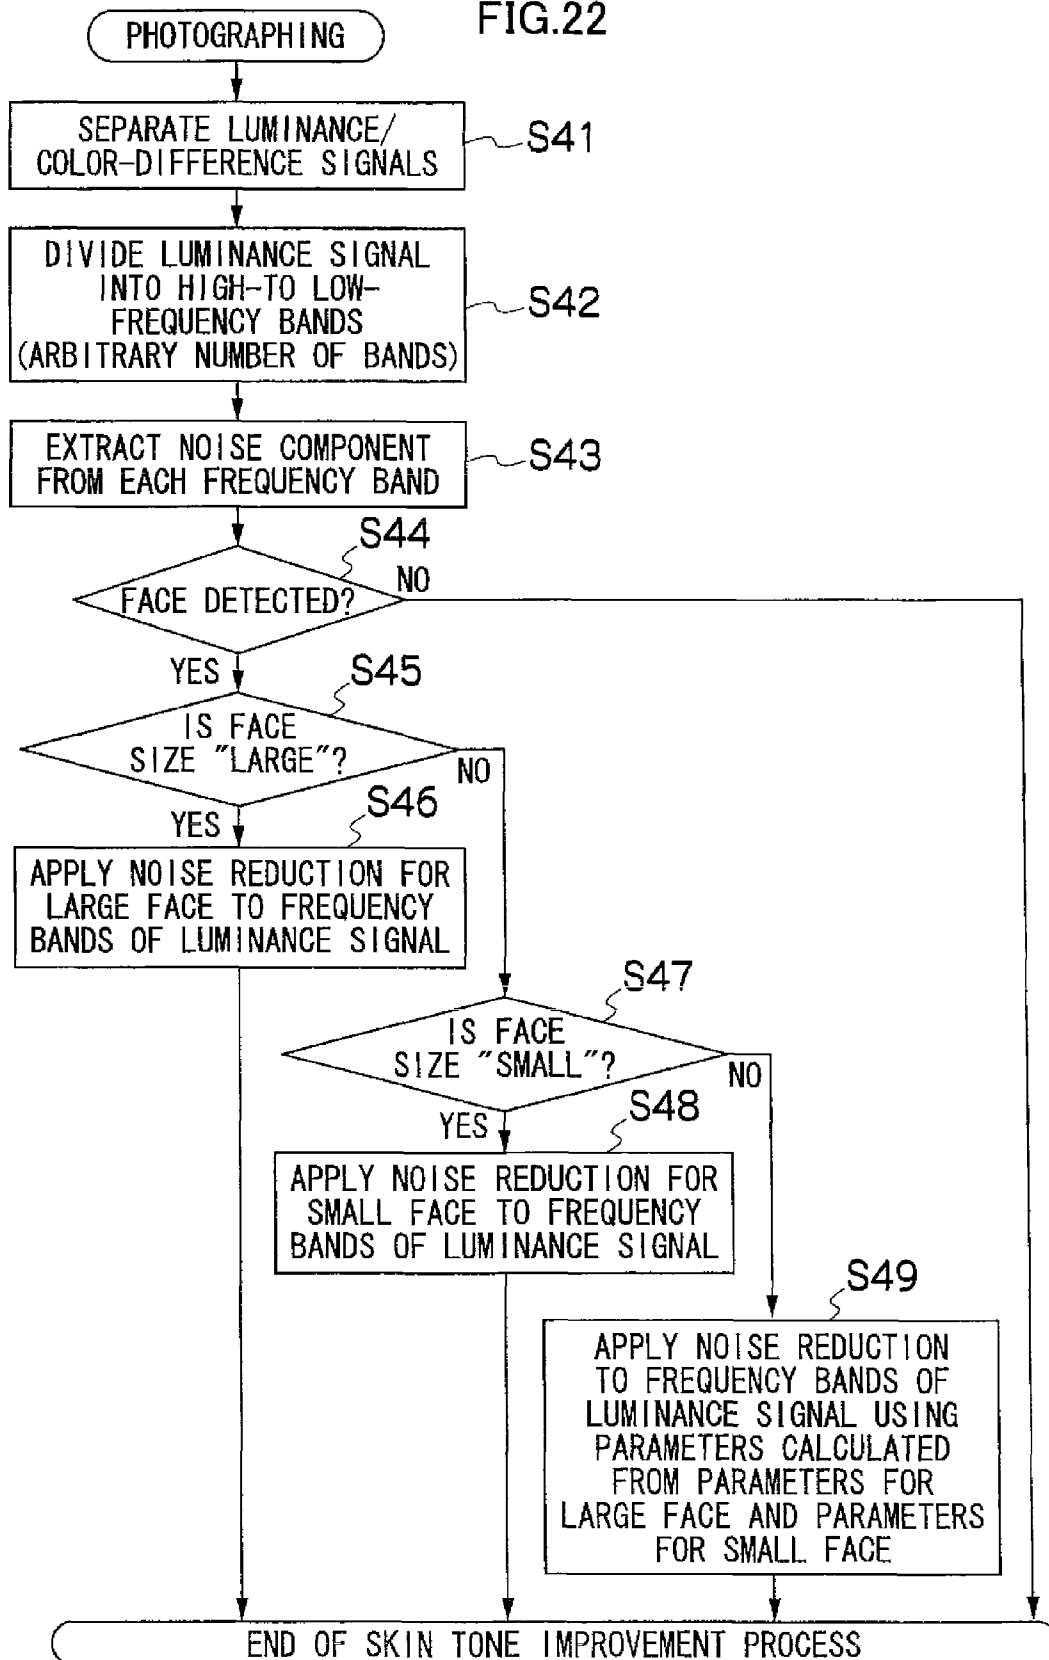 FIG.22
PHOTOGRAPHING
SEPARATE LUMINANCE/
COLOR-DIFFERENCE SIGNALS
S41
DIVIDE LUMINANCE SIGNAL
INTO HIGH-TO LOW-
FREQUENCY BANDS
(ARBITRARY NUMBER OF BANDS)
S42
EXTRACT NOISE COMPONENT
FROM EACH FREQUENCY BAND
S43
S44
FACE DETECTED?
NO
YES
S45
IS FACE
SIZE "LARGE"?
NO
YES
S46
APPLY NOISE REDUCTION FOR
LARGE FACE TO FREQUENCY
BANDS OF LUMINANCE SIGNAL
S47
IS FACE
SIZE "SMALL"?
NO
YES
S48
APPLY NOISE REDUCTION FOR
SMALL FACE TO FREQUENCY
BANDS OF LUMINANCE SIGNAL
S49
APPLY NOISE REDUCTION
TO FREQUENCY BANDS OF
LUMINANCE SIGNAL USING
PARAMETERS CALCULATED
FROM PARAMETERS FOR
LARGE FACE AND PARAMETERS
FOR SMALL FACE
END OF SKIN TONE IMPROVEMENT PROCESS